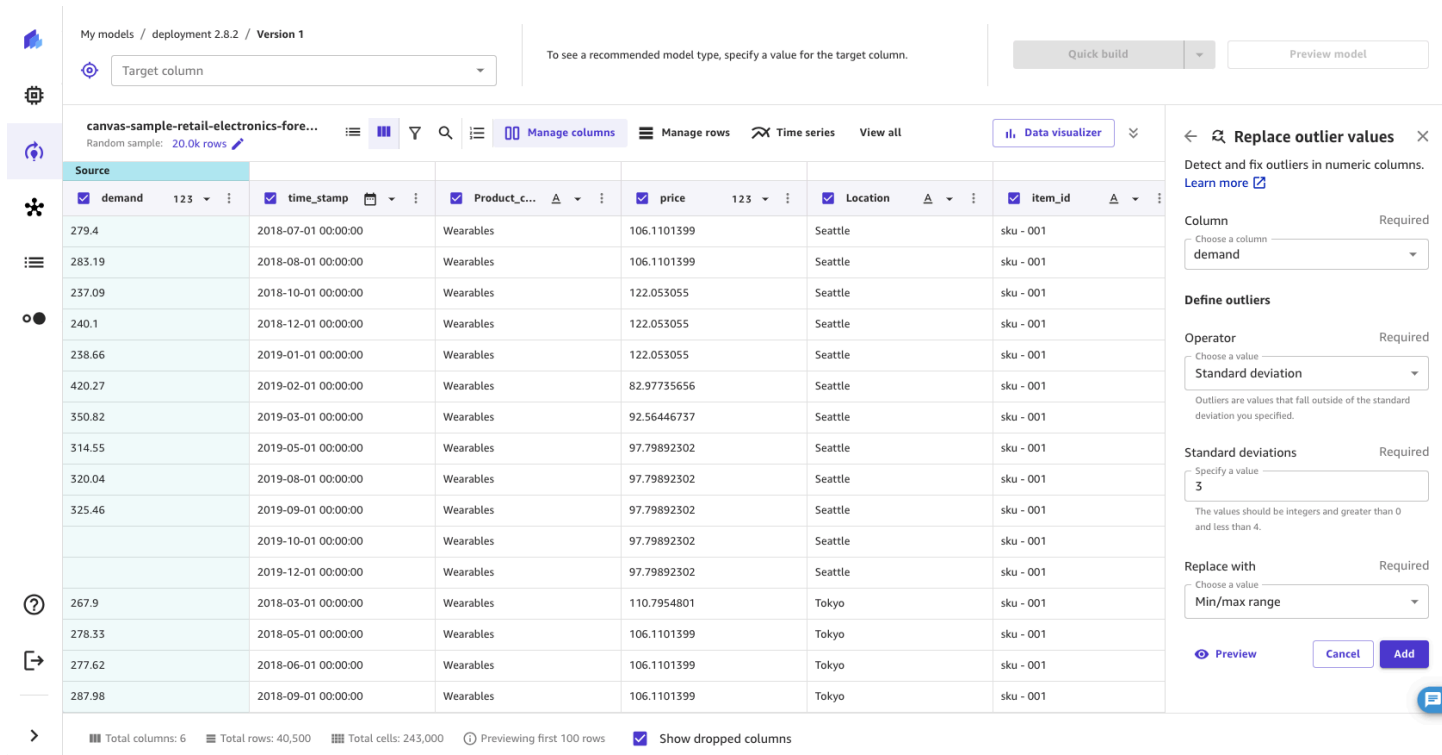 My models / deployment 2.8.2 / Version 1
Target column
To see a recommended model type, specify a value for the target column.
Quick build
Preview model
canvas-sample-retail-electronics-fore...
Random sample: 20.0k rows
Manage columns
Manage rows
Time series
View all
Data visualizer
Source
demand 123 time_stamp Product_c... A price 123 Location A item_id A
279.4 2018-07-01 00:00:00 Wearables 106.1101399 Seattle sku - 001
283.19 2018-08-01 00:00:00 Wearables 106.1101399 Seattle sku - 001
237.09 2018-10-01 00:00:00 Wearables 122.053055 Seattle sku - 001
240.1 2018-12-01 00:00:00 Wearables 122.053055 Seattle sku - 001
238.66 2019-01-01 00:00:00 Wearables 122.053055 Seattle sku - 001
420.27 2019-02-01 00:00:00 Wearables 82.97735656 Seattle sku - 001
350.82 2019-03-01 00:00:00 Wearables 92.56446737 Seattle sku - 001
314.55 2019-05-01 00:00:00 Wearables 97.79892302 Seattle sku - 001
320.04 2019-08-01 00:00:00 Wearables 97.79892302 Seattle sku - 001
325.46 2019-09-01 00:00:00 Wearables 97.79892302 Seattle sku - 001
2019-10-01 00:00:00 Wearables 97.79892302 Seattle sku - 001
2019-12-01 00:00:00 Wearables 97.79892302 Seattle sku - 001
267.9 2018-03-01 00:00:00 Wearables 110.7954801 Tokyo sku - 001
278.33 2018-05-01 00:00:00 Wearables 106.1101399 Tokyo sku - 001
277.62 2018-06-01 00:00:00 Wearables 106.1101399 Tokyo sku - 001
287.98 2018-09-01 00:00:00 Wearables 106.1101399 Tokyo sku - 001
Total columns: 6
Total rows: 40,500
Total cells: 243,000
Previewing first 100 rows
Show dropped columns
Replace outlier values
Detect and fix outliers in numeric columns.
Learn more
Column Required
Choose a column
demand
Define outliers
Operator Required
Choose a value
Standard deviation
Outliers are values that fall outside of the standard
deviation you specified.
Standard deviations Required
Specify a value
3
The values should be integers and greater than 0
and less than 4.
Replace with Required
Choose a value
Min/max range
Preview
Cancel
Add